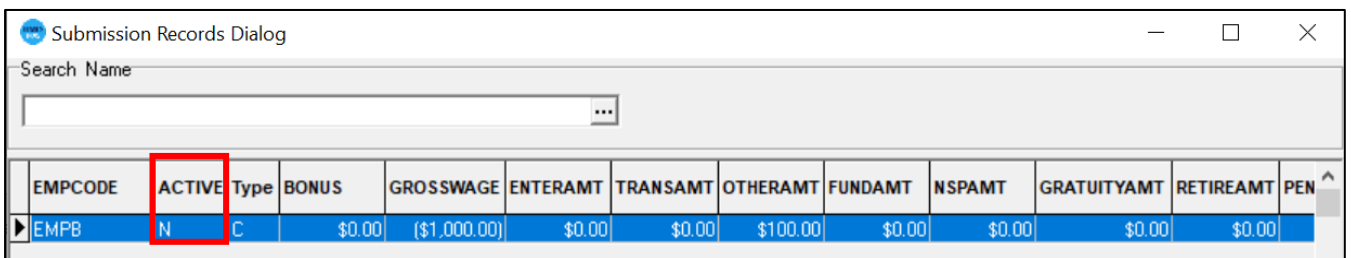 Submission Records Dialog
Search Name
...
EMPCODE ACTIVE Type BONUS GROSSWAGE ENTERAMT TRANSAMT OTHERAMT FUNDAMT NSPAMT GRATUITYAMT RETIREAMT PEN
EMPB N C $0.00 ($1,000.00) $0.00 $0.00 $100.00 $0.00 $0.00 $0.00 $0.00